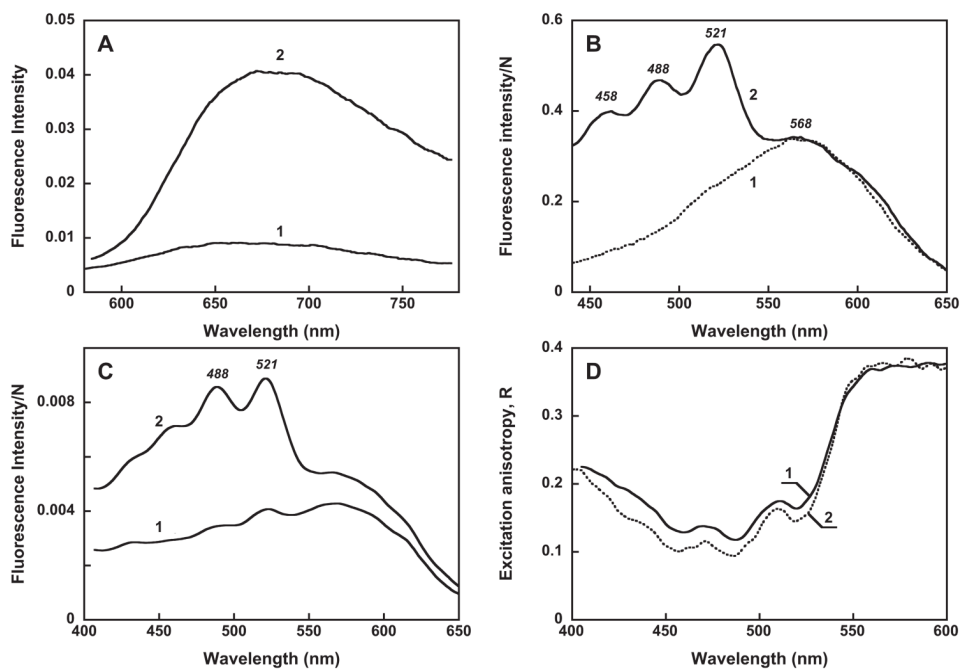 A
2
1
0.05
0.04
0.03
0.02
0.01
0
600 650 700 750
Fluorescence Intensity
Wavelength (nm)
B
458
488
521
568
2
1
0.6
0.4
0.2
0
450 500 550 600 650
Fluorescence intensity/N
Wavelength (nm)
C
488
521
2
1
0.008
0.004
0
400 450 500 550 600 650
Fluorescence Intensity/N
Wavelength (nm)
D
1
2
0.4
0.3
0.2
0.1
0
400 450 500 550 600
Excitation anisotropy, R
Wavelength (nm)